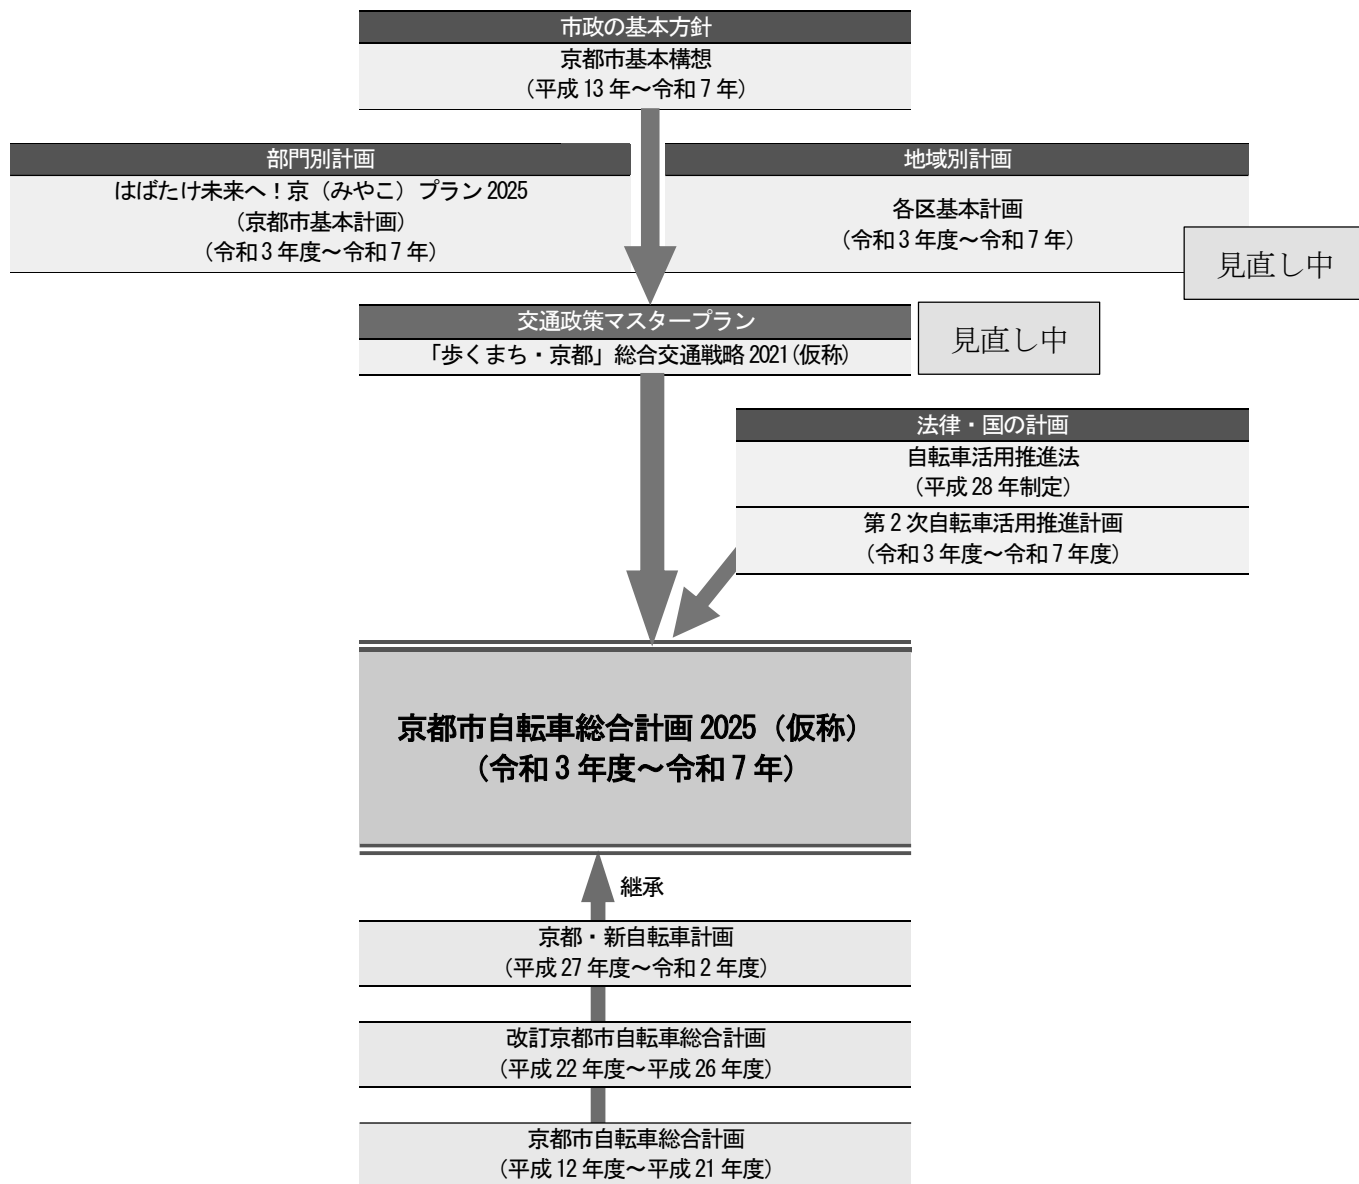 市政の基本方針
京都市基本構想
（平成 13 年～令和 7 年）
部門別計画
はばたけ未来へ！京（みやこ）プラン 2025
(京都市基本計画)
（令和 3 年度～令和 7 年）
地域別計画
各区基本計画
（令和 3 年度～令和 7 年）
見直し中
交通政策マスタープラン
「歩くまち・京都」総合交通戦略 2021(仮称)
見直し中
法律・国の計画
自転車活用推進法
（平成 28 年制定）
第 2 次自転車活用推進計画
（令和 3 年度～令和 7 年度）
京都市自転車総合計画 2025（仮称）
（令和 3 年度～令和 7 年）
継承
京都・新自転車計画
（平成 27 年度～令和 2 年度）
改訂京都市自転車総合計画
（平成 22 年度～平成 26 年度）
京都市自転車総合計画
（平成 12 年度～平成 21 年度）